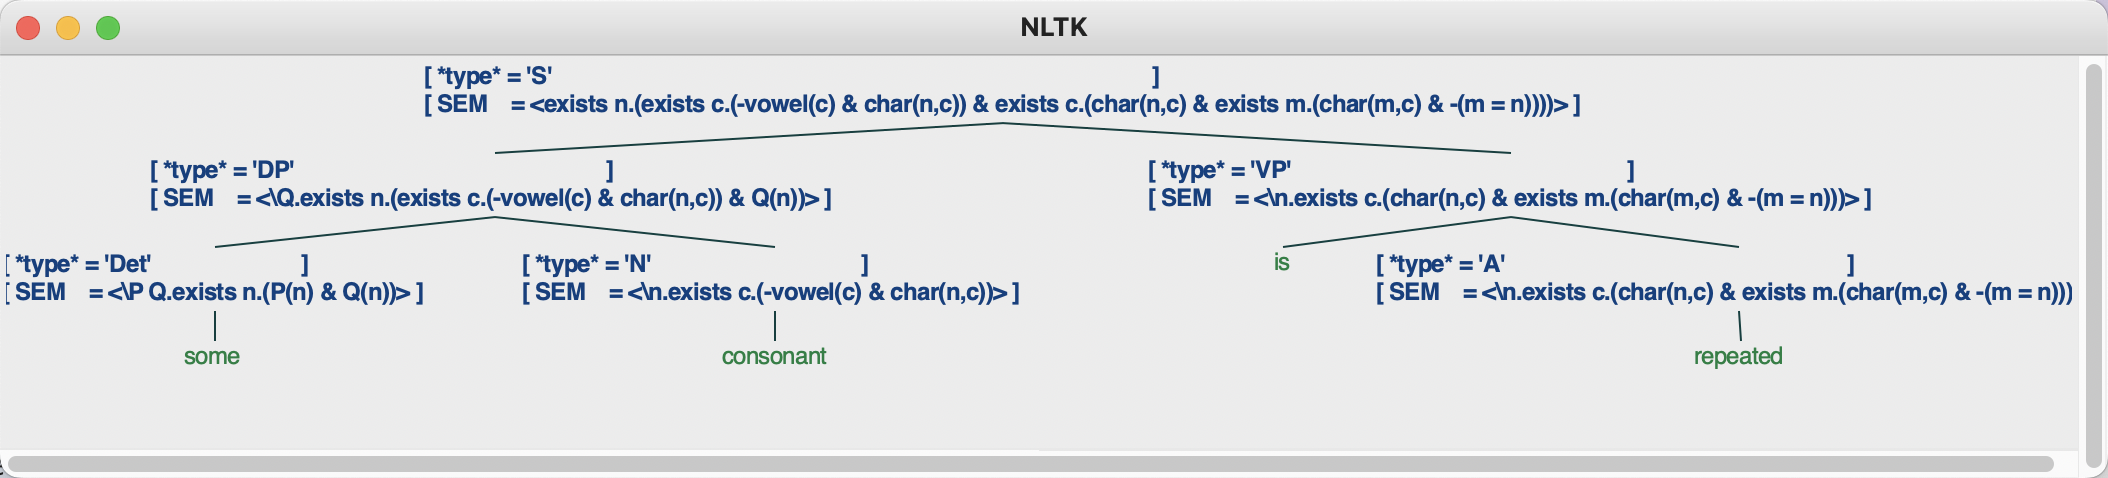 NLTK
[ *type* = 'S' ]
[ SEM = <exists n.(exists c.(-vowel(c) & char(n,c)) & exists c.(char(n,c) & exists m.(char(m,c) & -(m = n))))> ]
[ *type* = 'DP' ] [ *type* = 'VP' ]
[ SEM = <\Q.exists n.(exists c.(-vowel(c) & char(n,c)) & Q(n))> ] [ SEM = <\n.exists c.(char(n,c) & exists m.(char(m,c) & -(m = n)))> ]
[ *type* = 'Det' ] [ *type* = 'N' ] is [ *type* = 'A' ]
[ SEM = <\P Q.exists n.(P(n) & Q(n))> ] [ SEM = <\n.exists c.(-vowel(c) & char(n,c))> ] [ SEM = <\n.exists c.(char(n,c) & exists m.(char(m,c) & -(m = n)))
some consonant repeated